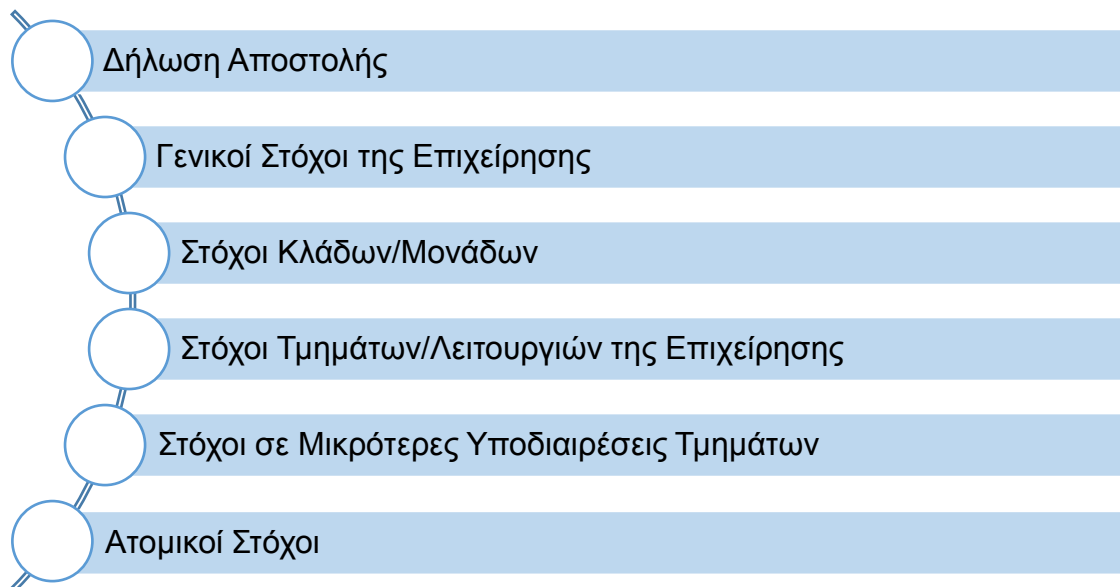 Δήλωση Αποστολής
Γενικοί Στόχοι της Επιχείρησης
Στόχοι Κλάδων/Μονάδων
Στόχοι Τμημάτων/Λειτουργιών της Επιχείρησης
Στόχοι σε Μικρότερες Υποδιαιρέσεις Τμημάτων
Ατομικοί Στόχοι